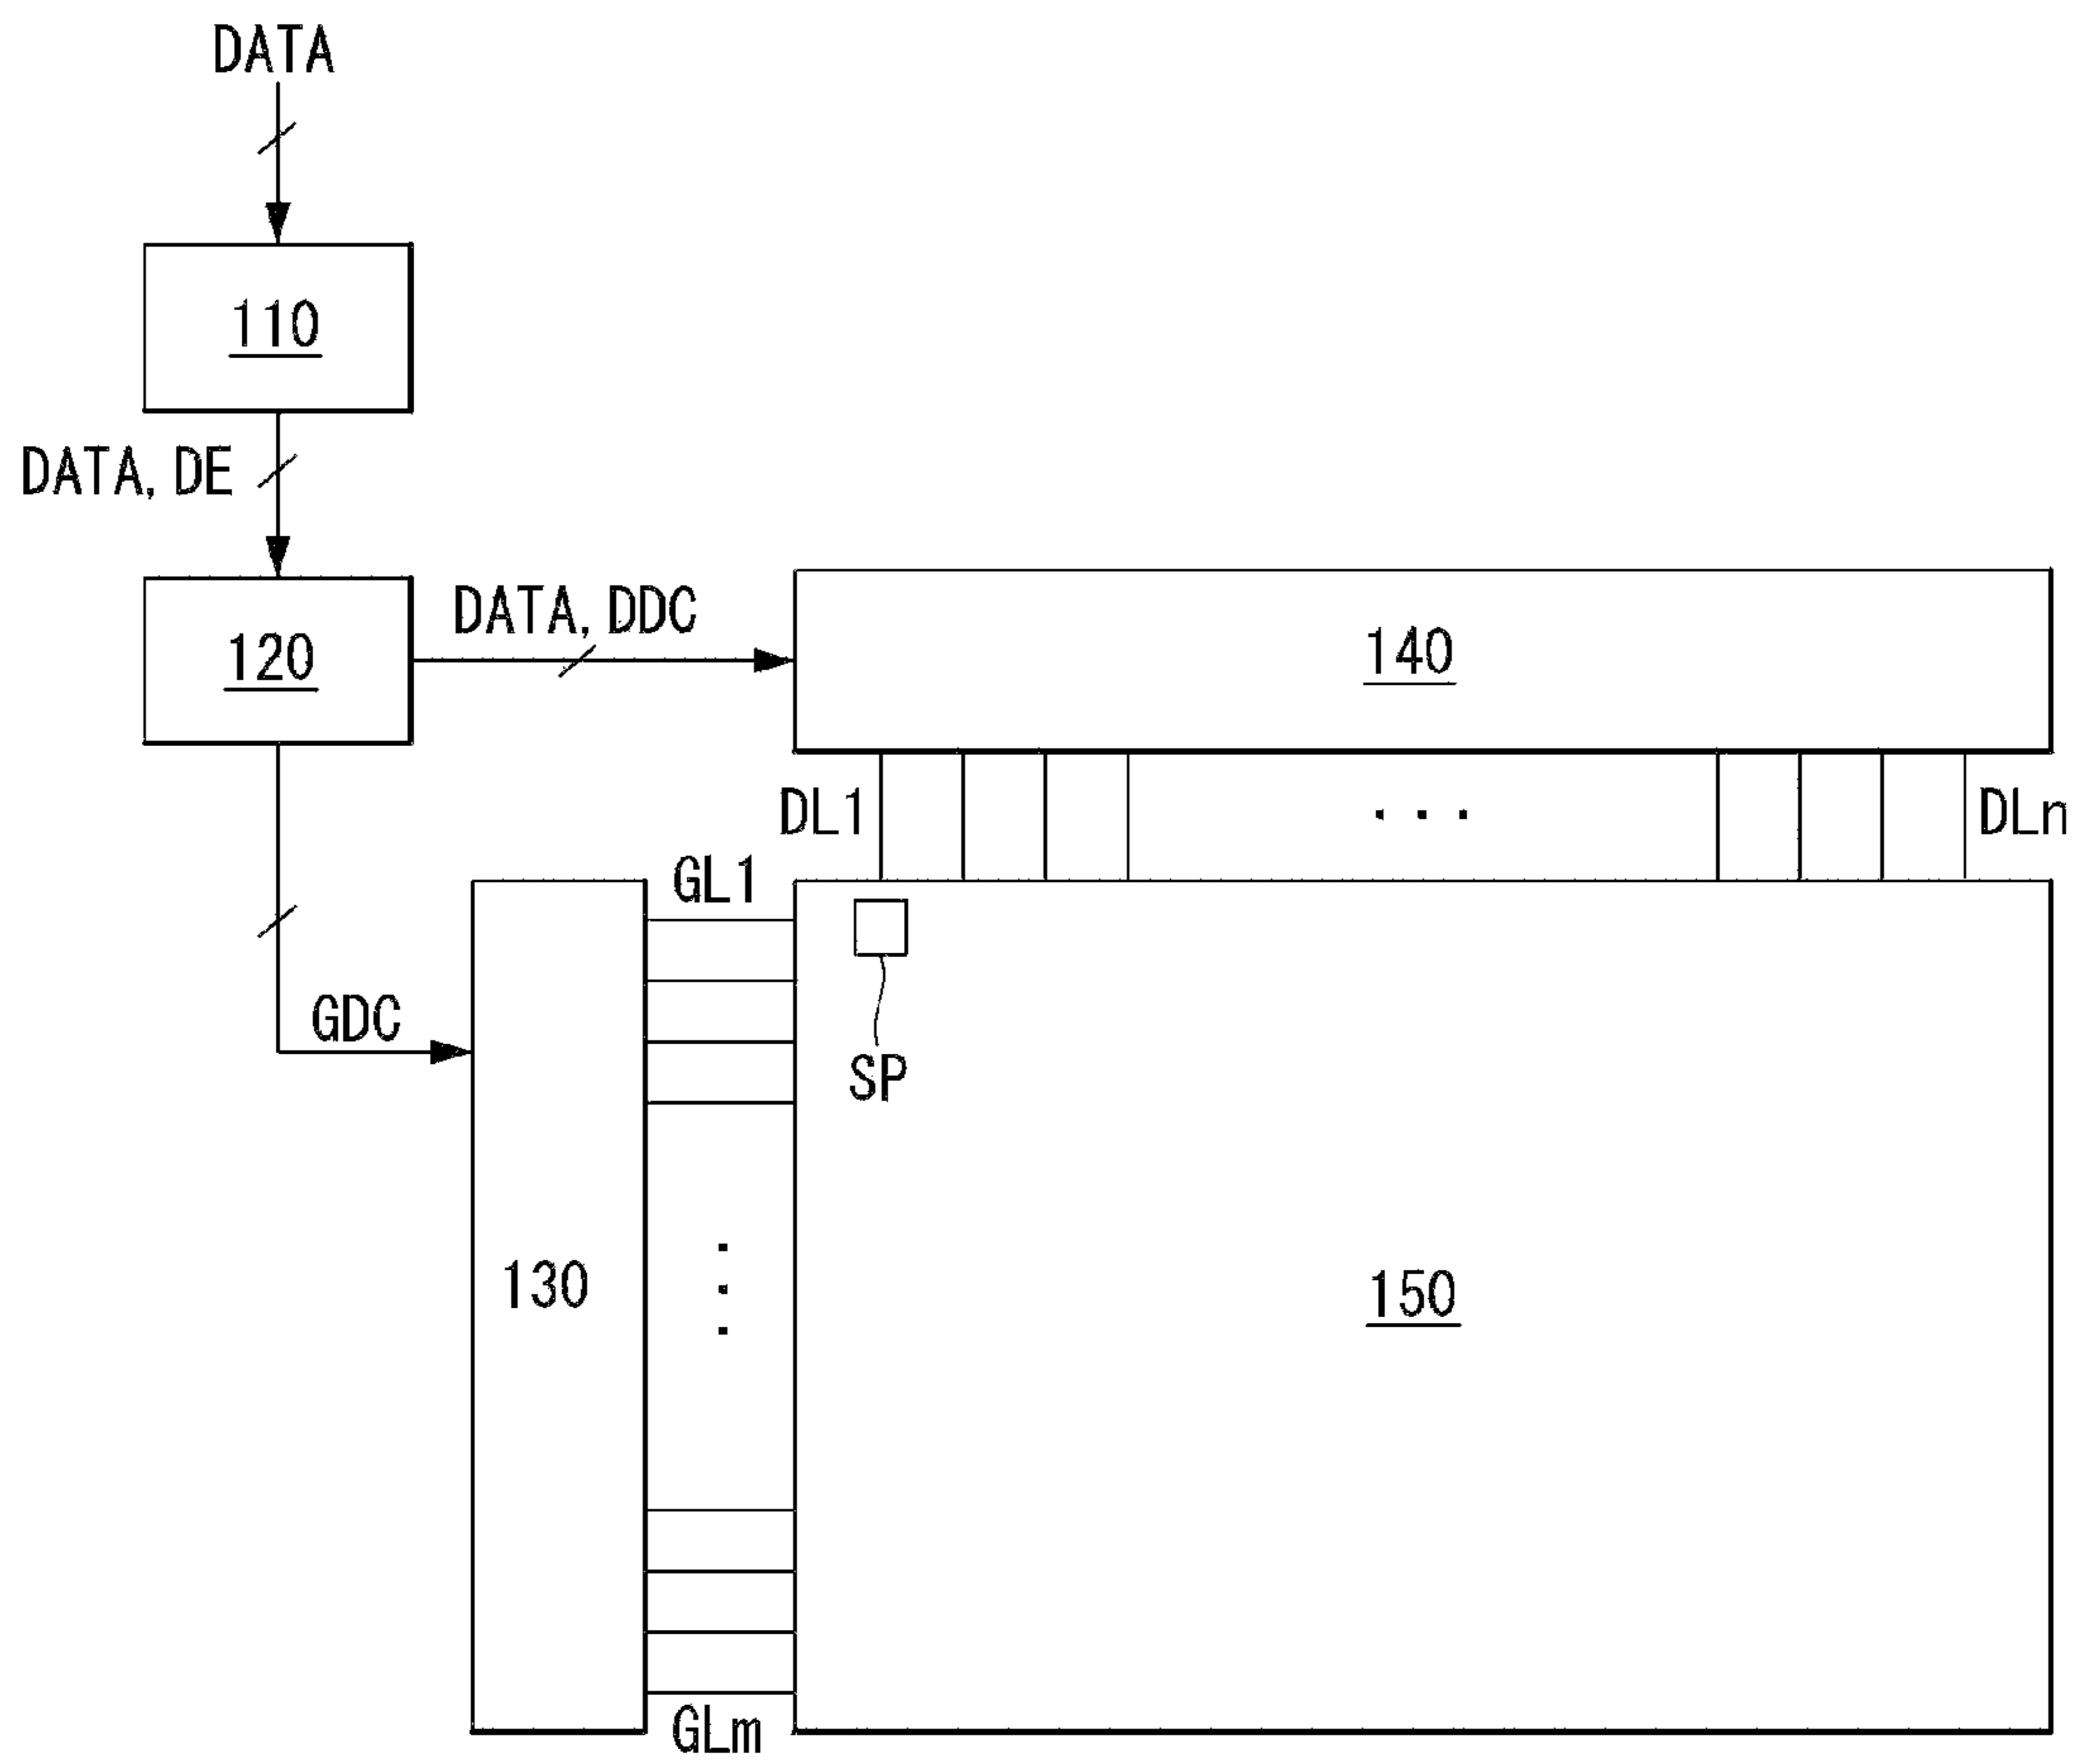 DATA
110
DATA, DE
120
DATA, DDC
140
DL1
DLn
GL1
GDC
SP
130
150
GLm